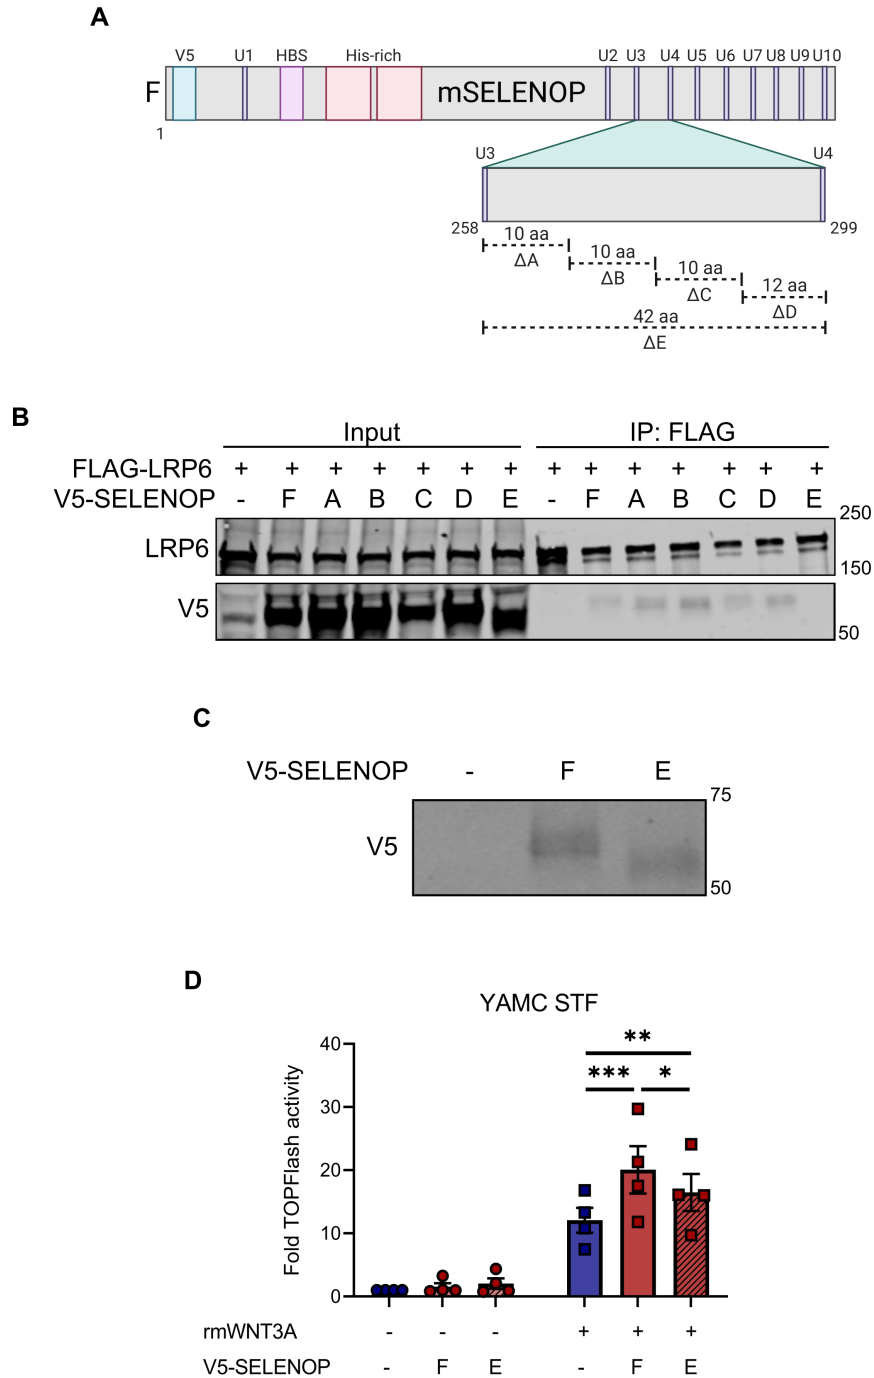 A
V5 U1 HBS His-rich U2 U3 U4 U5 U6 U7 U8 U9 U10
F mSELENOP
1
U3 U4
258 299
10 aa
ΔA
10 aa
ΔB
10 aa
ΔC
12 aa
ΔD
42 aa
ΔE
B
Input IP: FLAG
FLAG-LRP6 + + + + + + + + + + + + + +
V5-SELENOP - F A B C D E - F A B C D E
LRP6 250
150
V5 50
C
V5-SELENOP - F E
75
V5
50
D
YAMC STF
Fold TOPFlash activity
40
30
20
10
0
** 
*** *
rmWNT3A - - - + + +
V5-SELENOP - F E - F E